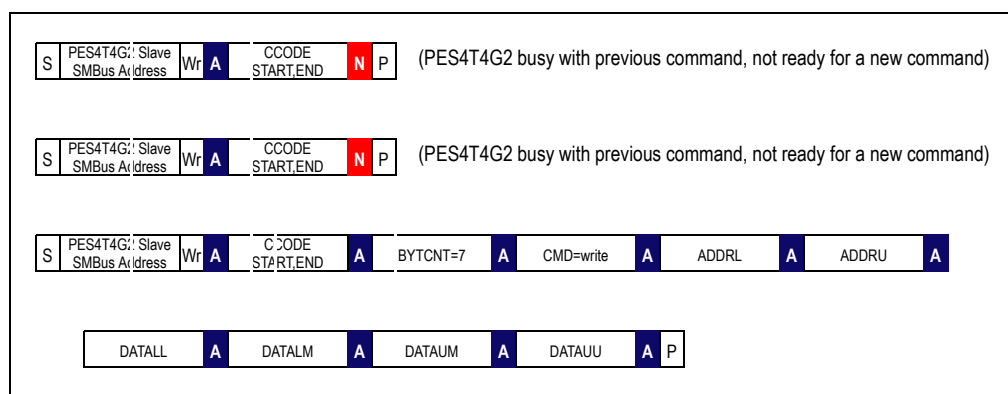 S PES4T4G2 Slave SMBus Address Wr A CCODE START,END N P (PES4T4G2 busy with previous command, not ready for a new command)
S PES4T4G2 Slave SMBus Address Wr A CCODE START,END N P (PES4T4G2 busy with previous command, not ready for a new command)
S PES4T4G2 Slave SMBus Address Wr A CCODE START,END A BYTCNT=7 A CMD=write A ADDRL A ADDRU A
DATALL A DATALM A DATAUM A DATAUU A P